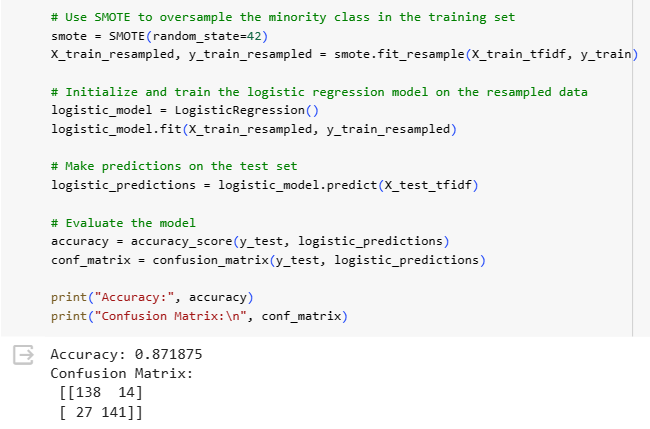 # Use SMOTE to oversample the minority class in the training set
smote = SMOTE(random_state=42)
X_train_resampled, y_train_resampled = smote.fit_resample(X_train_tfidf, y_train)
# Initialize and train the logistic regression model on the resampled data
logistic_model = LogisticRegression()
logistic_model.fit(X_train_resampled, y_train_resampled)
# Make predictions on the test set
logistic_predictions = logistic_model.predict(X_test_tfidf)
# Evaluate the model
accuracy = accuracy_score(y_test, logistic_predictions)
conf_matrix = confusion_matrix(y_test, logistic_predictions)
print("Accuracy:", accuracy)
print("Confusion Matrix:\n", conf_matrix)
Accuracy: 0.871875
Confusion Matrix:
[[138  14]
[ 27 141]]